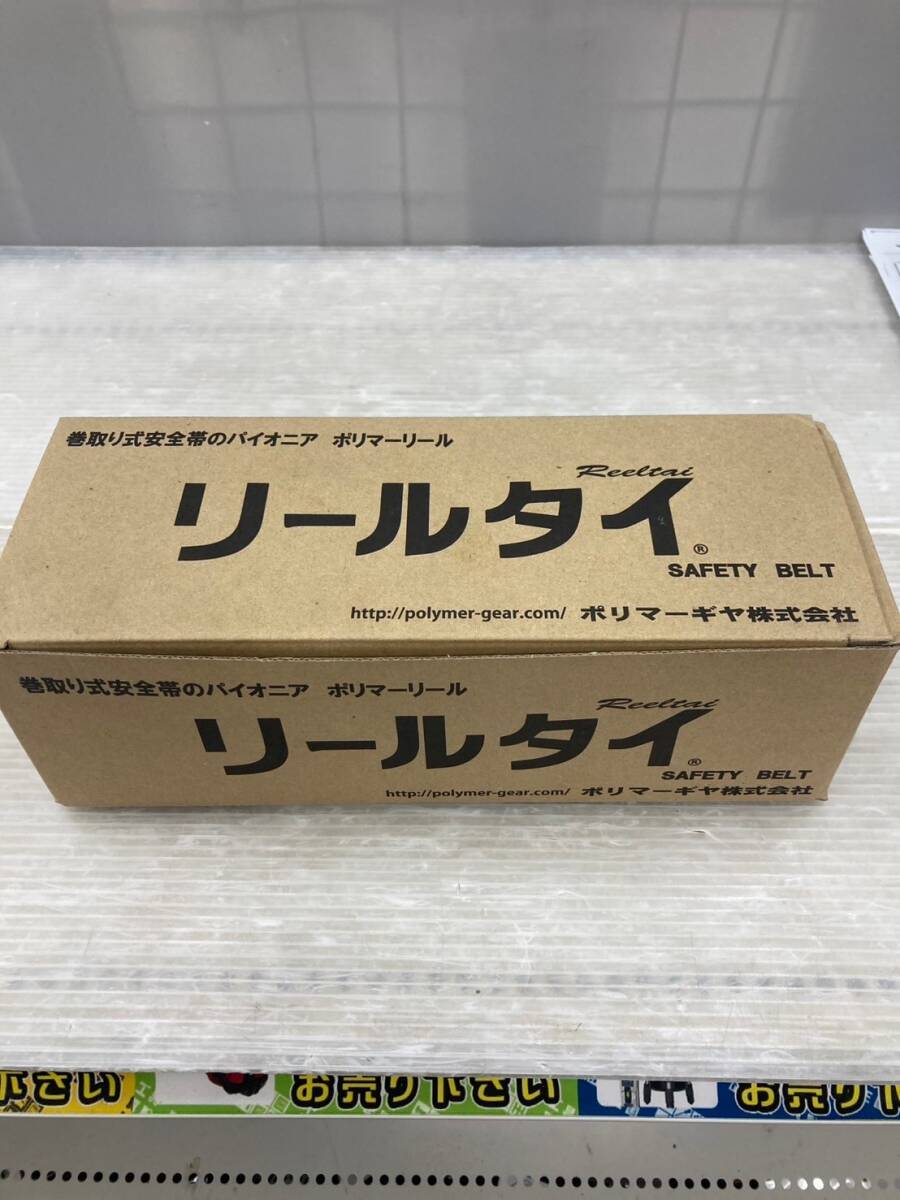 巻取り式安全帯のパイオニア ポリマーリール
Reeltai
リールタイ®
SAFETY BELT
http://polymer-gear.com/ ポリマーギヤ株式会社
巻取り式安全帯のパイオニア ポリマーリール
Reeltai
リールタイ®
SAFETY BELT
http://polymer-gear.com/ ポリマーギヤ株式会社
下さい お売り下さい お売り下